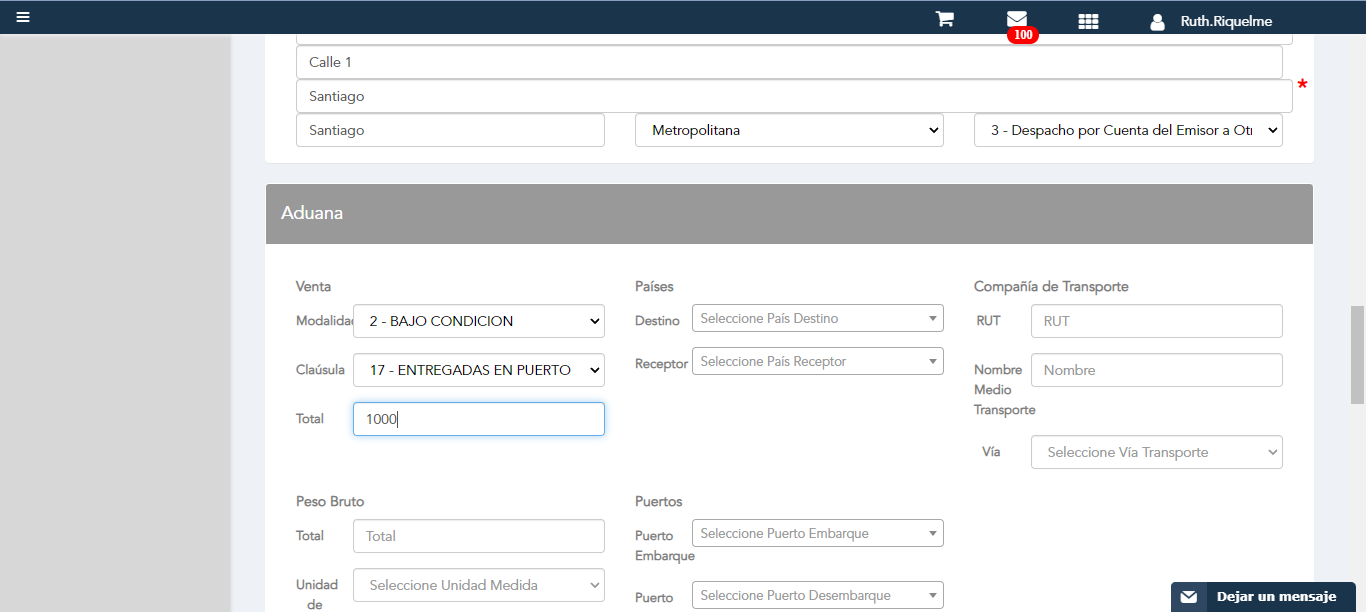 Ruth.Riquelme
100
Calle 1
Santiago
*
Santiago
Metropolitana
3 - Despacho por Cuenta del Emisor a Otr
Aduana
Venta
Países
Compañía de Transporte
Modalidad
2 - BAJO CONDICION
Destino
Seleccione País Destino
RUT
RUT
Claúsula
17 - ENTREGADAS EN PUERTO
Receptor
Seleccione País Receptor
Nombre
Medio
Transporte
Nombre
Total
1000
Vía
Seleccione Vía Transporte
Peso Bruto
Puertos
Total
Total
Puerto
Embarque
Seleccione Puerto Embarque
Unidad
de
Seleccione Unidad Medida
Puerto
Seleccione Puerto Desembarque
Dejar un mensaje